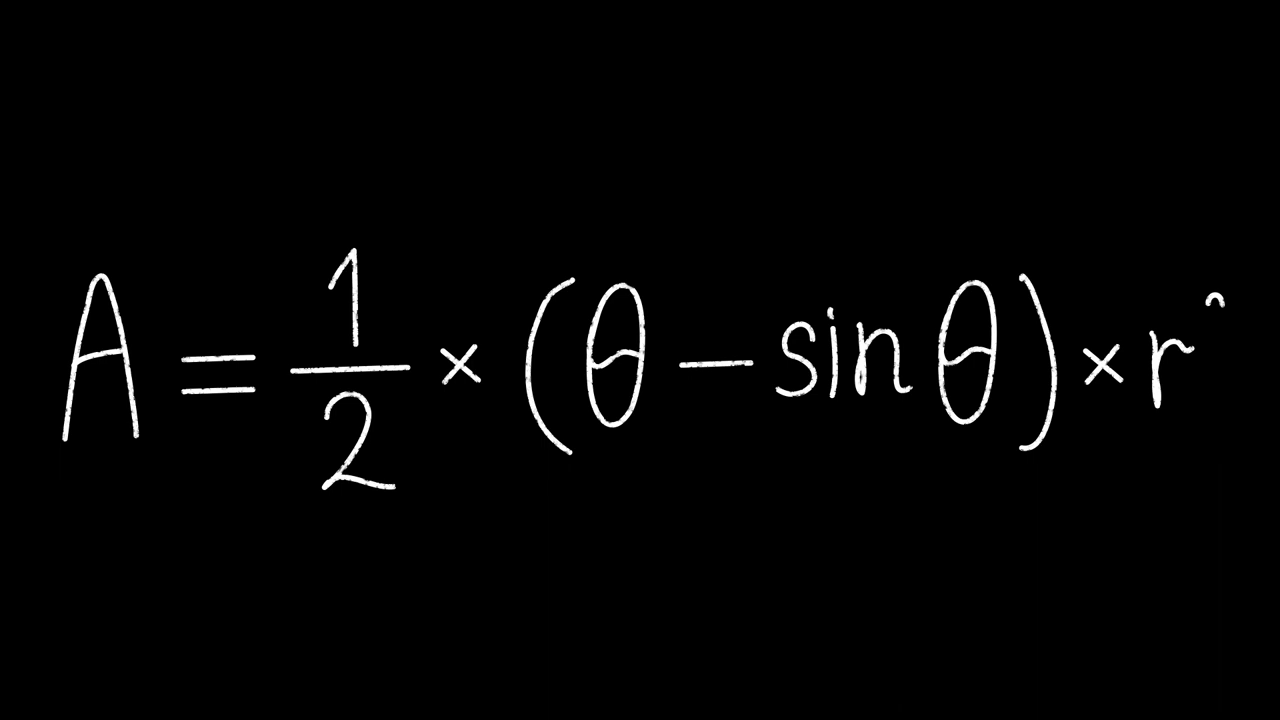 A = 1/2 × (θ − sin θ) × r